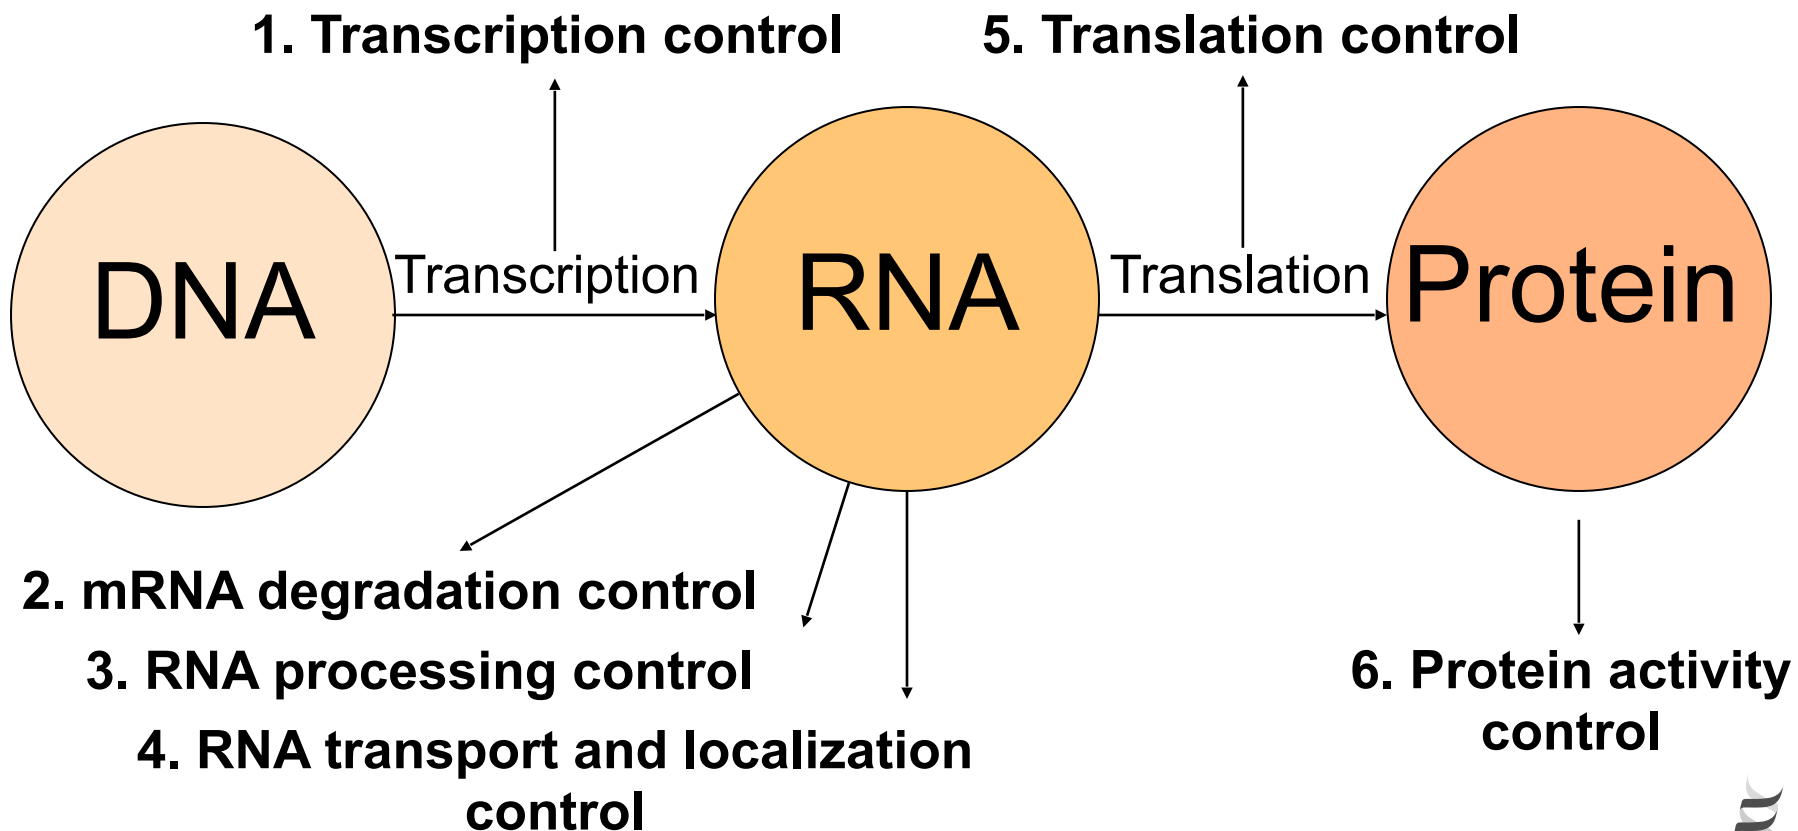 1. Transcription control
5. Translation control
DNA
Transcription
RNA
Translation
Protein
2. mRNA degradation control
3. RNA processing control
4. RNA transport and localization
control
6. Protein activity
control